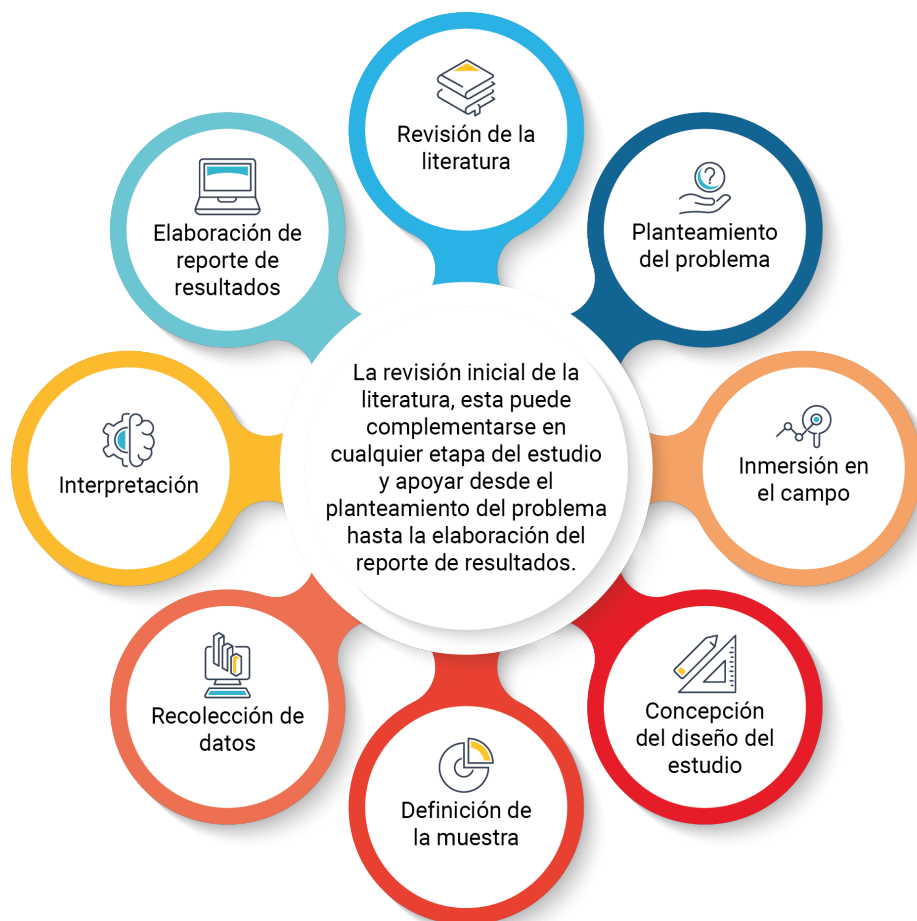 Revisión de la
literatura
Planteamiento
del problema
Inmersión en
el campo
Concepción
del diseño del
estudio
Definición de
la muestra
Recolección de
datos
Interpretación
Elaboración de
reporte de
resultados
La revisión inicial de la
literatura, esta puede
complementarse en
cualquier etapa del estudio
y apoyar desde el
planteamiento del problema
hasta la elaboración del
reporte de resultados.
?